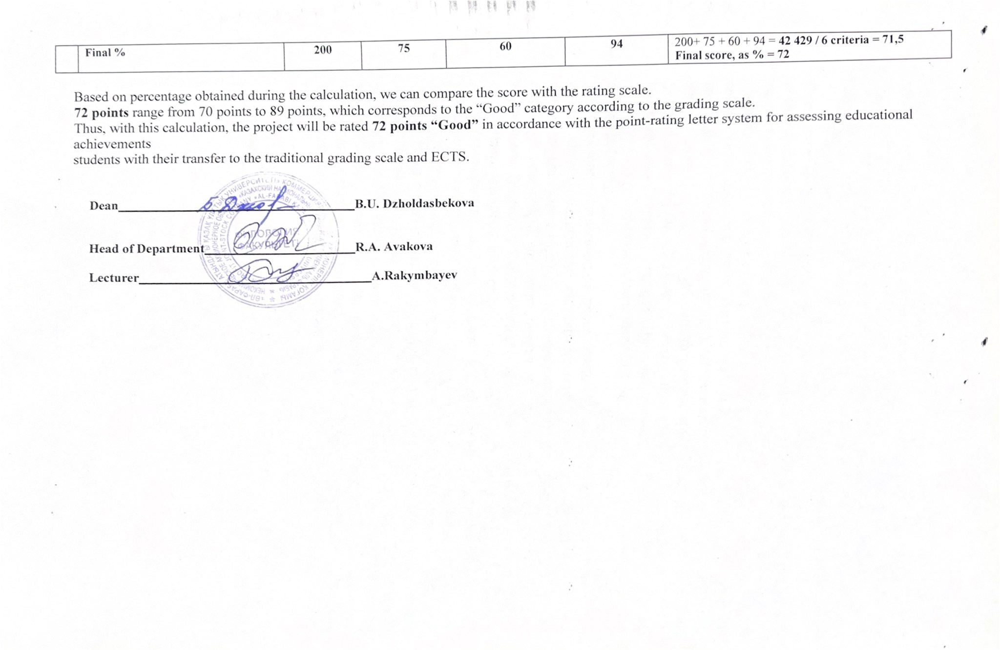 Final % 200 75 60 94 200+ 75 + 60 + 94 = 42 429 / 6 criteria = 71,5
Final score, as % = 72
Based on percentage obtained during the calculation, we can compare the score with the rating scale.
72 points range from 70 points to 89 points, which corresponds to the “Good” category according to the grading scale.
Thus, with this calculation, the project will be rated 72 points “Good” in accordance with the point-rating letter system for assessing educational
achievements
students with their transfer to the traditional grading scale and ECTS.
Dean B.U. Dzholdasbekova
Head of Department R.A. Avakova
Lecturer A.Rakymbayev